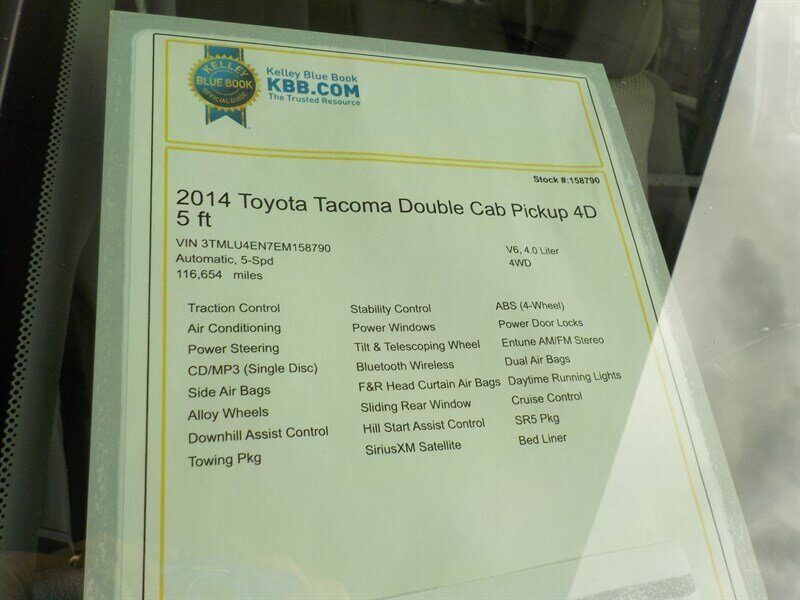 KELLEY
BLUE BOOK
OFFICIAL GUIDE
Kelley Blue Book
KBB.COM
The Trusted Resource
Stock #:158790
2014 Toyota Tacoma Double Cab Pickup 4D
5 ft
VIN 3TMLU4EN7EM158790
Automatic, 5-Spd
116,654 miles
V6, 4.0 Liter
4WD
Traction Control
Air Conditioning
Power Steering
CD/MP3 (Single Disc)
Side Air Bags
Alloy Wheels
Downhill Assist Control
Towing Pkg
Stability Control
Power Windows
Tilt & Telescoping Wheel
Bluetooth Wireless
F&R Head Curtain Air Bags
Sliding Rear Window
Hill Start Assist Control
SiriusXM Satellite
ABS (4-Wheel)
Power Door Locks
Entune AM/FM Stereo
Dual Air Bags
Daytime Running Lights
Cruise Control
SR5 Pkg
Bed Liner